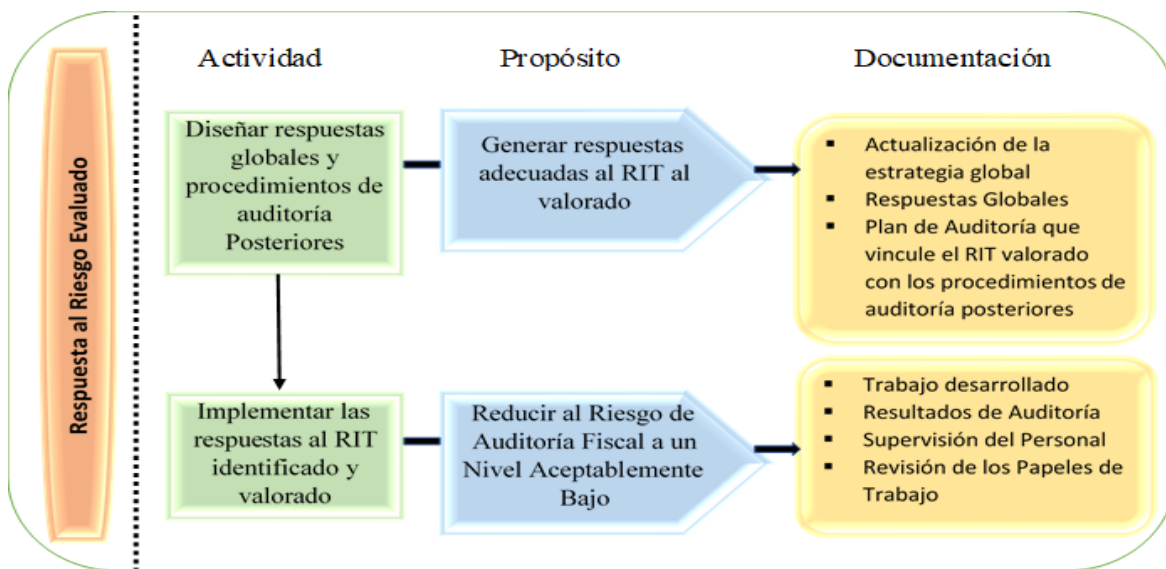 Respuesta al Riesgo Evaluado
Actividad
Propósito
Documentación
Diseñar respuestas
globales y
procedimientos de
auditoría
Posteriores
Generar respuestas
adecuadas al RIT al
valorado
▪ Actualización de la
estrategia global
▪ Respuestas Globales
▪ Plan de Auditoría que
vincule el RIT valorado
con los procedimientos de
auditoría posteriores
Implementar las
respuestas al RIT
identificado y
valorado
Reducir al Riesgo de
Auditoría Fiscal a un
Nivel Aceptablemente
Bajo
▪ Trabajo desarrollado
▪ Resultados de Auditoría
▪ Supervisión del Personal
▪ Revisión de los Papeles de
Trabajo